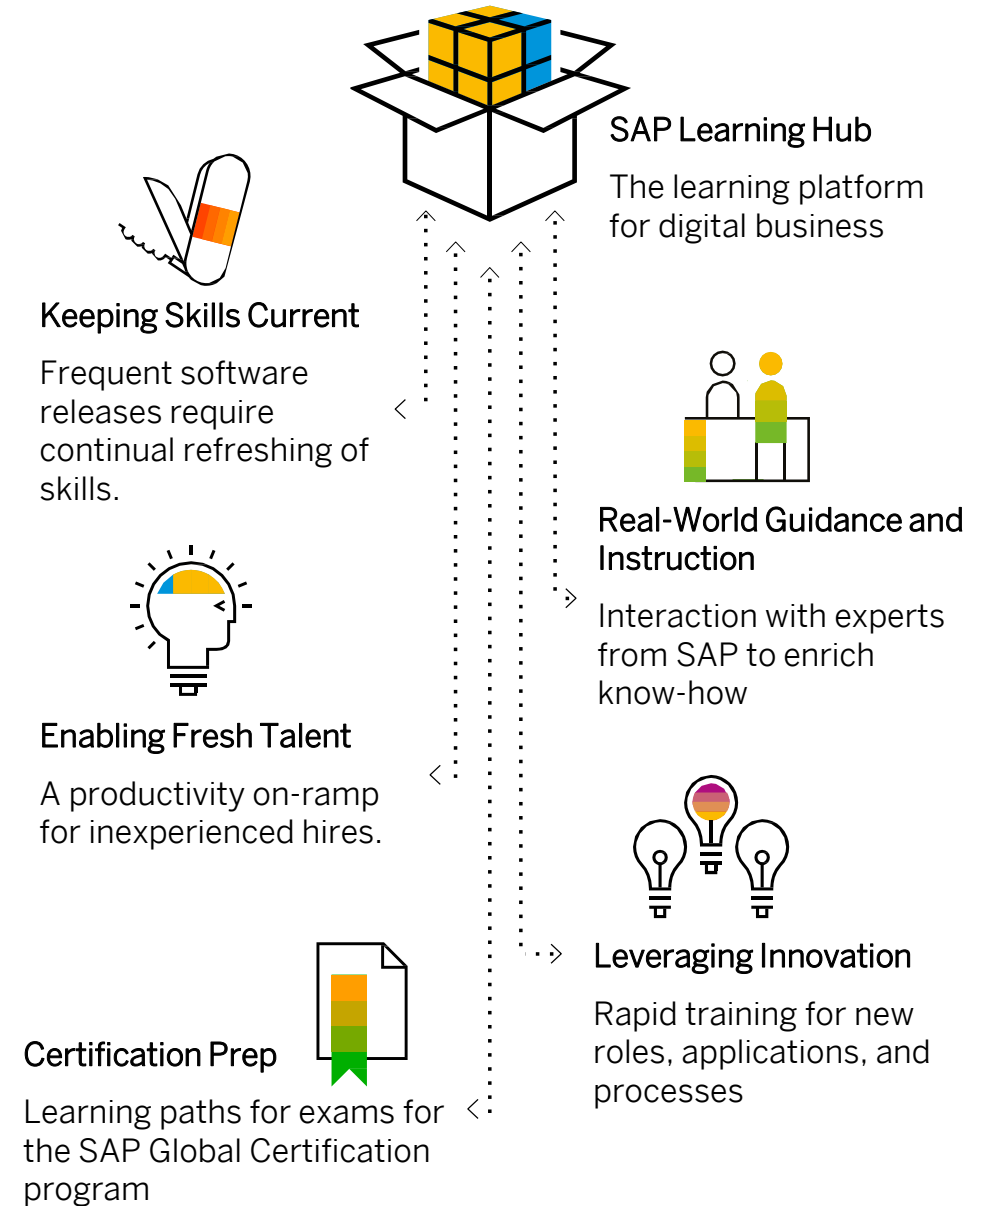 SAP Learning Hub
The learning platform
for digital business
Keeping Skills Current
Frequent software
releases require
continual refreshing of
skills.
Real-World Guidance and
Instruction
Interaction with experts
from SAP to enrich
know-how
Enabling Fresh Talent
A productivity on-ramp
for inexperienced hires.
Leveraging Innovation
Rapid training for new
roles, applications, and
processes
Certification Prep
Learning paths for exams for
the SAP Global Certification
program